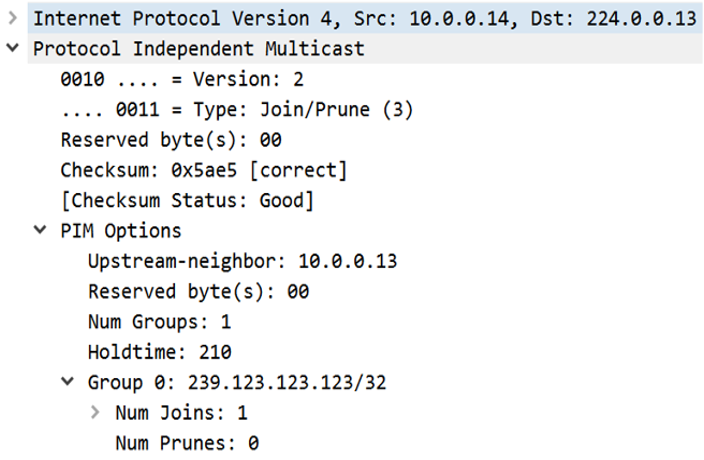 Internet Protocol Version 4, Src: 10.0.0.14, Dst: 224.0.0.13
Protocol Independent Multicast
0010 .... = Version: 2
.... 0011 = Type: Join/Prune (3)
Reserved byte(s): 00
Checksum: 0x5ae5 [correct]
[Checksum Status: Good]
PIM Options
Upstream-neighbor: 10.0.0.13
Reserved byte(s): 00
Num Groups: 1
Holdtime: 210
Group 0: 239.123.123.123/32
Num Joins: 1
Num Prunes: 0